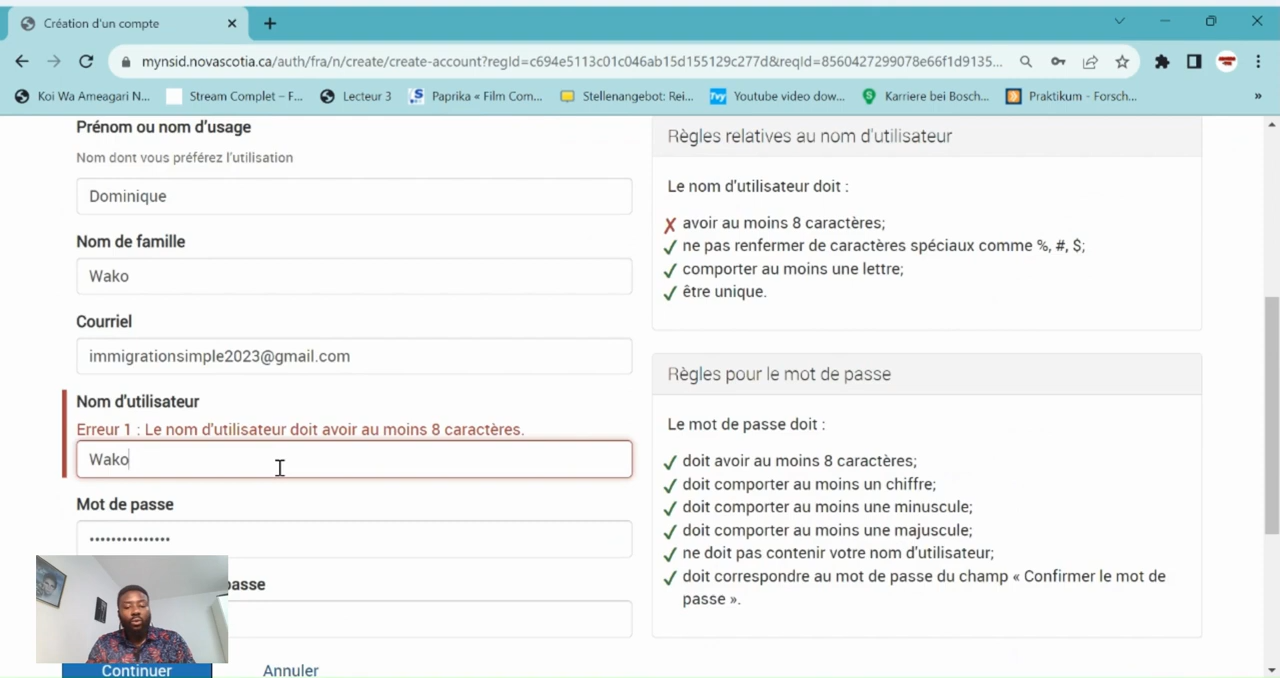 Création d'un compte
mynsid.novascotia.ca/auth/fra/n/create/create-account?regId=c694e5113c01c046ab15d155129c277d&reqId=8560427299078e66f1d9135...
Koi Wa Ameagari N...
Stream Complet – F...
Lecteur 3
Paprika « Film Com...
Stellenangebot: Rei...
Youtube video dow...
Karriere bei Bosch...
Praktikum - Forsch...
»
Prénom ou nom d'usage
Nom dont vous préférez l'utilisation
Dominique
Nom de famille
Wako
Courriel
immigrationsimple2023@gmail.com
Nom d'utilisateur
Erreur 1 : Le nom d'utilisateur doit avoir au moins 8 caractères.
Wako
Mot de passe
passe
Continuer
Annuler
Règles relatives au nom d'utilisateur
Le nom d'utilisateur doit :
avoir au moins 8 caractères;
ne pas renfermer de caractères spéciaux comme %, #, $;
comporter au moins une lettre;
être unique.
Règles pour le mot de passe
Le mot de passe doit :
doit avoir au moins 8 caractères;
doit comporter au moins un chiffre;
doit comporter au moins une minuscule;
doit comporter au moins une majuscule;
ne doit pas contenir votre nom d'utilisateur;
doit correspondre au mot de passe du champ « Confirmer le mot de
passe ».